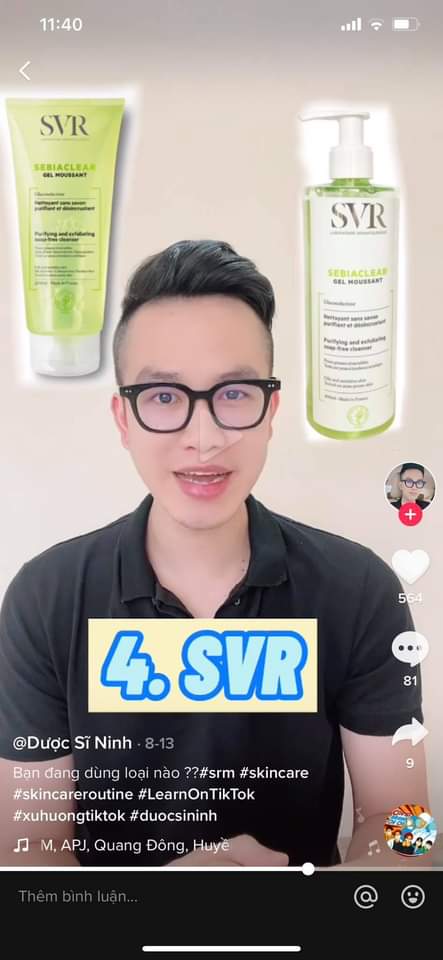 11:40
SVR
SEBIACLEAR
GEL MOUSSANT
Gluconolactone
Nettoyant sans savon
purifiant et désincrustant
Purifying and exfoliating
soap-free cleanser
SVR
SEBIACLEAR
GEL MOUSSANT
Gluconolactone
Nettoyant sans savon
purifiant et désincrustant
Purifying and exfoliating
soap-free cleanser
4. SVR
564
81
9
@Dược Sĩ Ninh · 8-13
Bạn đang dùng loại nào ??#srm #skincare
#skincareroutine #LearnOnTikTok
#xuhuongtiktok #duocsininh
M, APJ, Quang Đông, Huyề
Thêm bình luận...